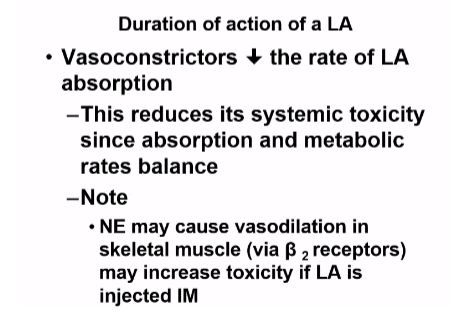 Duration of action of a LA
• Vasoconstrictors 🡇 the rate of LA
absorption
–This reduces its systemic toxicity
since absorption and metabolic
rates balance
–Note
• NE may cause vasodilation in
skeletal muscle (via β 2 receptors)
may increase toxicity if LA is
injected IM